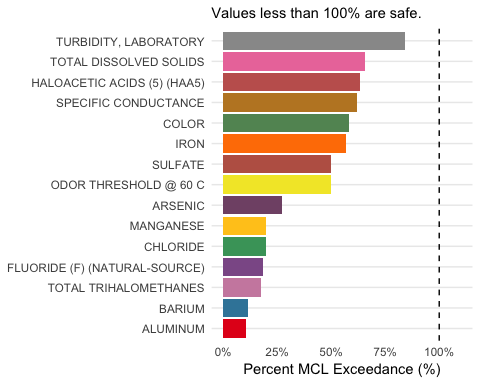 Values less than 100% are safe.
TURBIDITY, LABORATORY
TOTAL DISSOLVED SOLIDS
HALOACETIC ACIDS (5) (HAA5)
SPECIFIC CONDUCTANCE
COLOR
IRON
SULFATE
ODOR THRESHOLD @ 60 C
ARSENIC
MANGANESE
CHLORIDE
FLUORIDE (F) (NATURAL-SOURCE)
TOTAL TRIHALOMETHANES
BARIUM
ALUMINUM
0% 25% 50% 75% 100%
Percent MCL Exceedance (%)